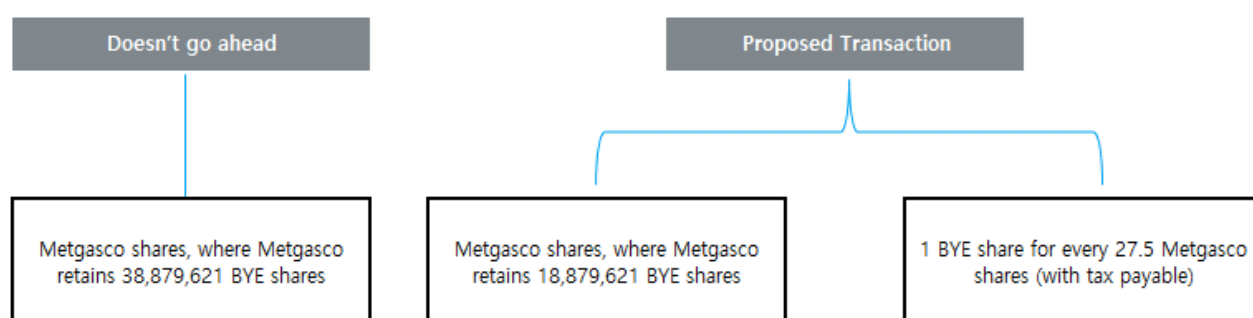 Doesn't go ahead
Proposed Transaction
Metgasco shares, where Metgasco
retains 38,879,621 BYE shares
Metgasco shares, where Metgasco
retains 18,879,621 BYE shares
1 BYE share for every 27.5 Metgasco
shares (with tax payable)